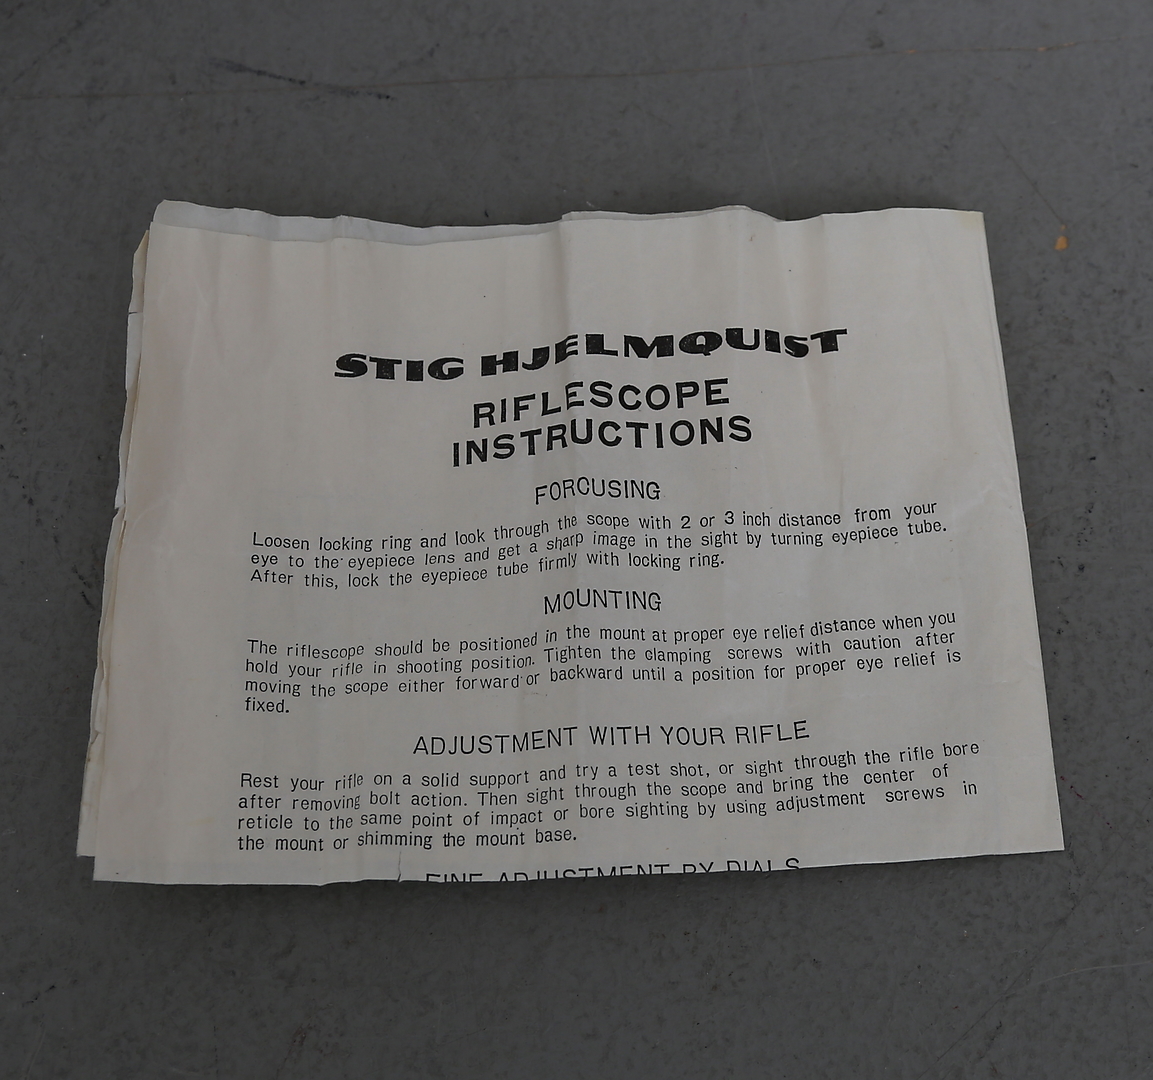 STIG HJELMQUIST
RIFLESCOPE
INSTRUCTIONS
FORCUSING
Loosen locking ring and look through the scope with 2 or 3 inch distance from your
eye to the eyepiece lens and get a sharp image in the sight by turning eyepiece tube.
After this, lock the eyepiece tube firmly with locking ring.
MOUNTING
The riflescope should be positioned in the mount at proper eye relief distance when you
hold your rifle in shooting position. Tighten the clamping screws with caution after
moving the scope either forward or backward until a position for proper eye relief is
fixed.
ADJUSTMENT WITH YOUR RIFLE
Rest your rifle on a solid support and try a test shot, or sight through the rifle bore
after removing bolt action. Then sight through the scope and bring the center of
reticle to the same point of impact or bore sighting by using adjustment screws in
the mount or shimming the mount base.
FINE ADJUSTMENT BY DIALS